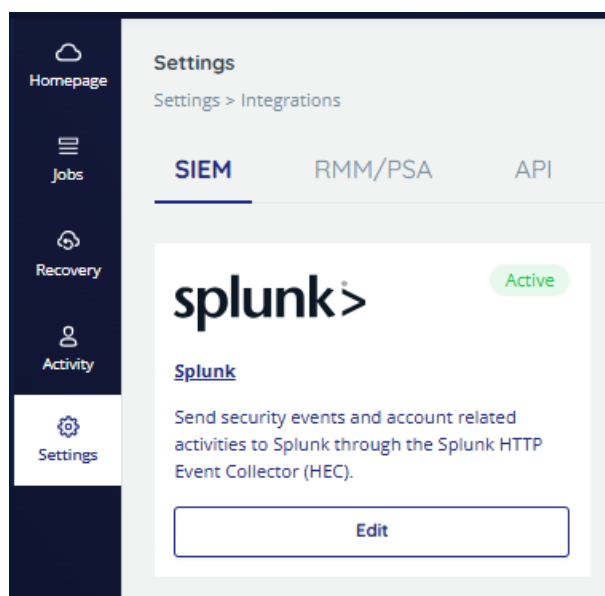 Homepage
Jobs
Recovery
Activity
Settings
Settings
Settings > Integrations
SIEM RMM/PSA API
splunk>
Active
Splunk
Send security events and account related
activities to Splunk through the Splunk HTTP
Event Collector (HEC).
Edit